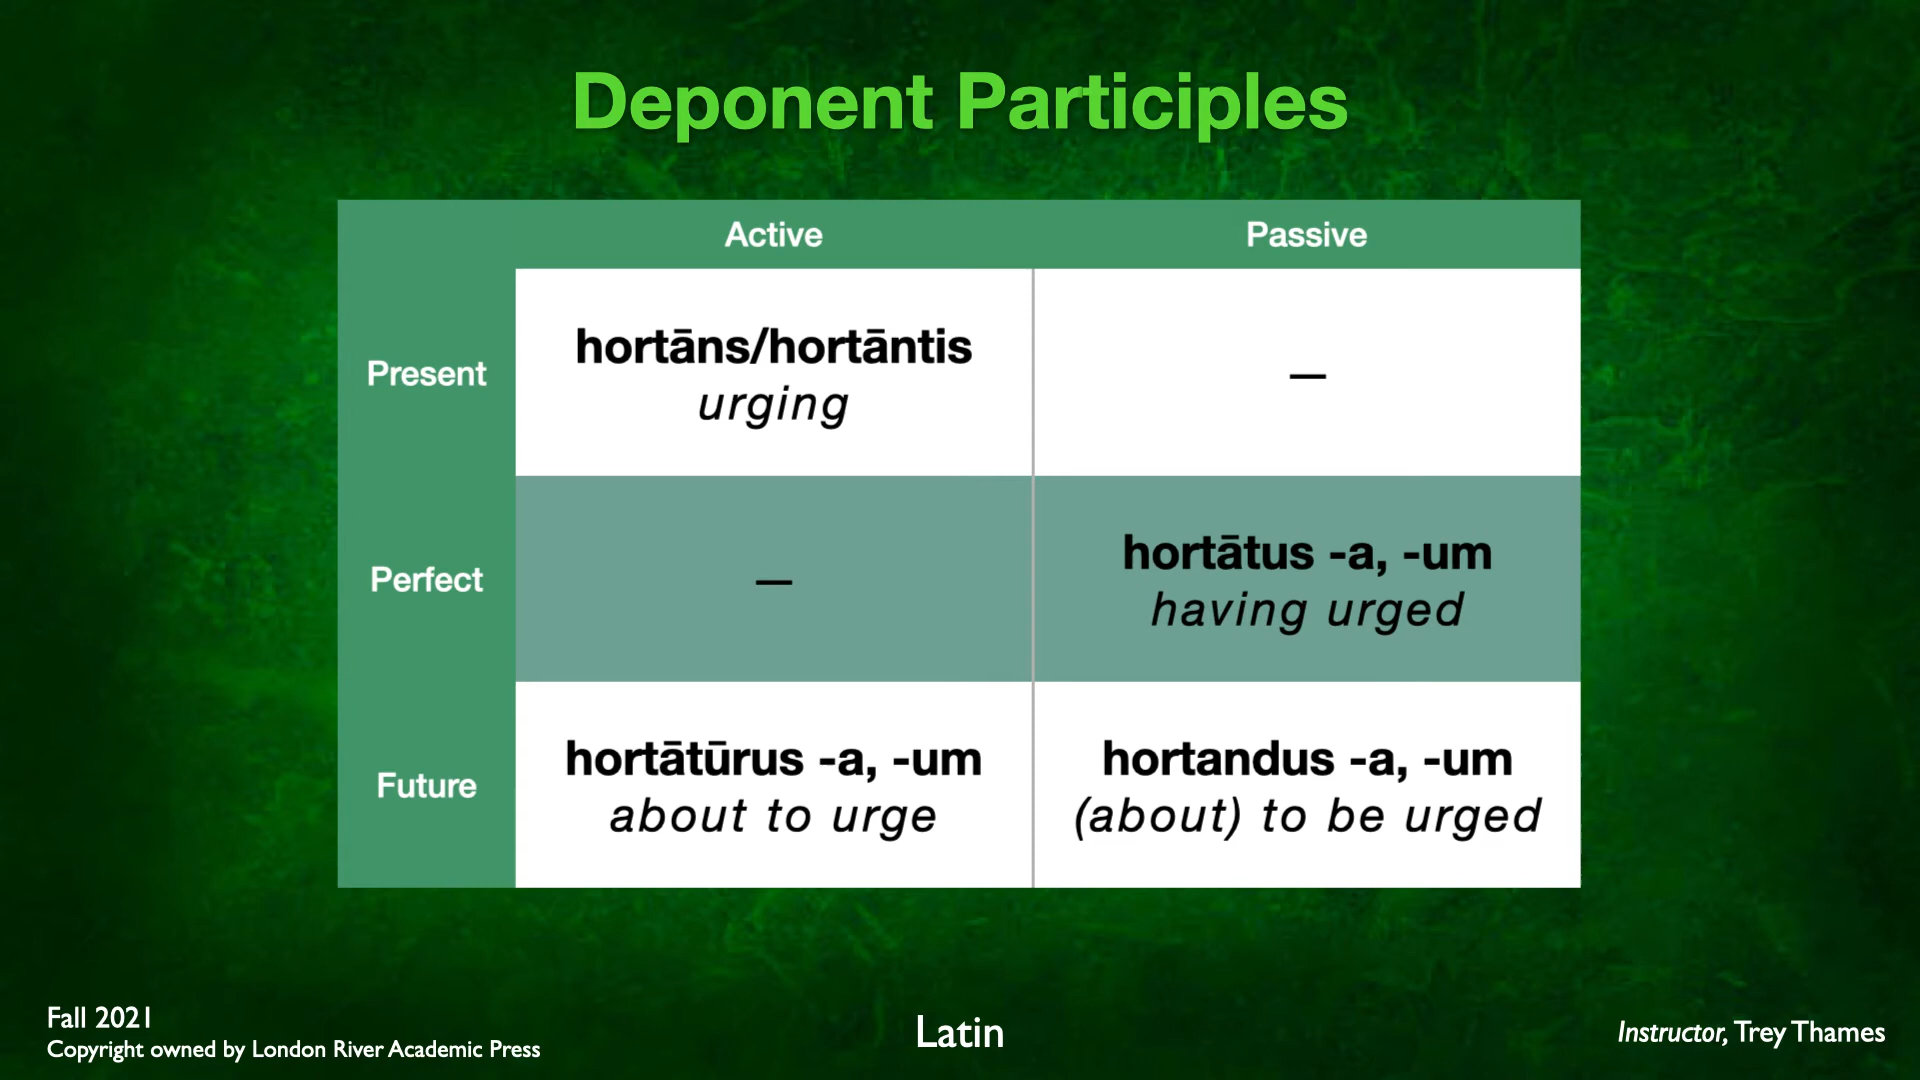 Deponent Participles
Active
Passive
Present
hortāns/hortāntis
urging
—
Perfect
—
hortātus -a, -um
having urged
Future
hortātūrus -a, -um
about to urge
hortandus -a, -um
(about) to be urged
Fall 2021
Copyright owned by London River Academic Press
Latin
Instructor, Trey Thames